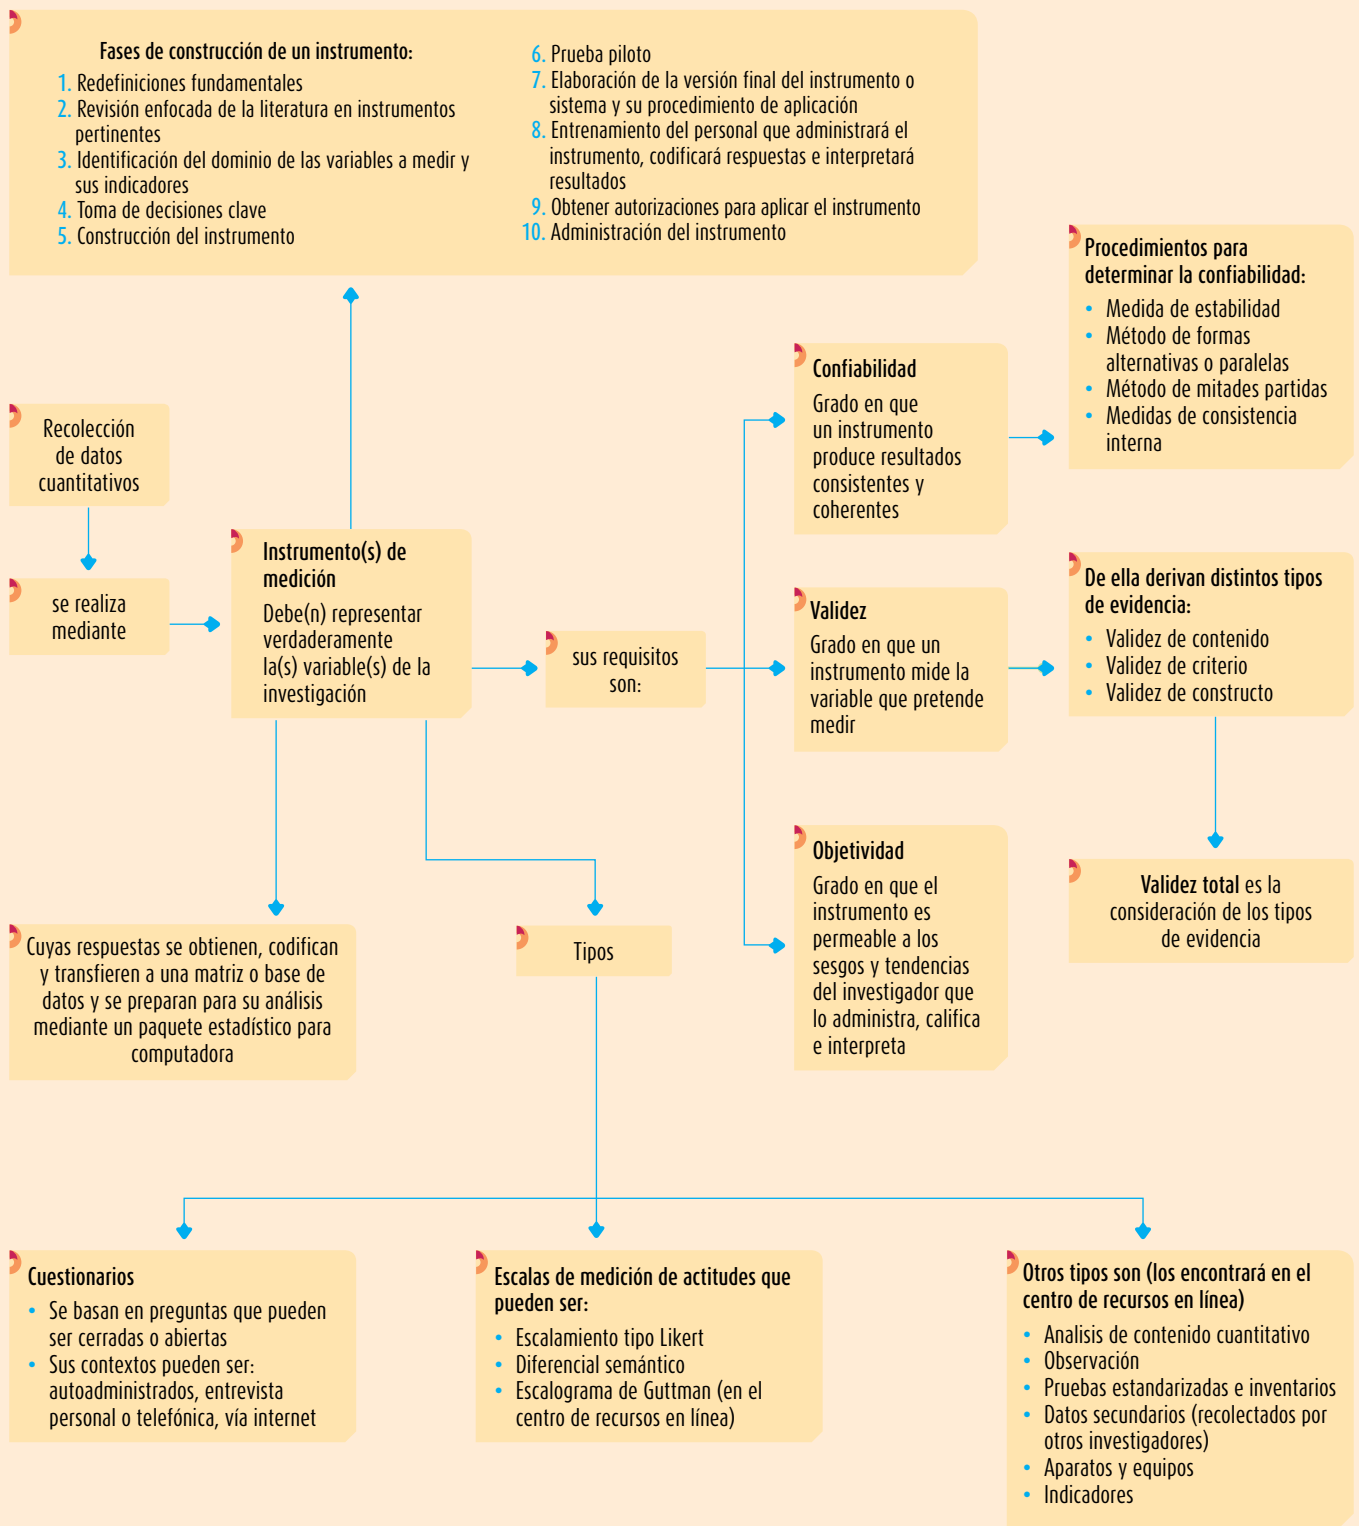 Fases de construcción de un instrumento:
1. Redefiniciones fundamentales
2. Revisión enfocada de la literatura en instrumentos
pertinentes
3. Identificación del dominio de las variables a medir y
sus indicadores
4. Toma de decisiones clave
5. Construcción del instrumento
6. Prueba piloto
7. Elaboración de la versión final del instrumento o
sistema y su procedimiento de aplicación
8. Entrenamiento del personal que administrará el
instrumento, codificará respuestas e interpretará
resultados
9. Obtener autorizaciones para aplicar el instrumento
10. Administración del instrumento
Recolección
de datos
cuantitativos
se realiza
mediante
Instrumento(s) de
medición
Debe(n) representar
verdaderamente
la(s) variable(s) de la
investigación
sus requisitos
son:
Confiabilidad
Grado en que
un instrumento
produce resultados
consistentes y
coherentes
Procedimientos para
determinar la confiabilidad:
• Medida de estabilidad
• Método de formas
alternativas o paralelas
• Método de mitades partidas
• Medidas de consistencia
interna
Validez
Grado en que un
instrumento mide la
variable que pretende
medir
De ella derivan distintos tipos
de evidencia:
• Validez de contenido
• Validez de criterio
• Validez de constructo
Validez total es la
consideración de los tipos
de evidencia
Objetividad
Grado en que el
instrumento es
permeable a los
sesgos y tendencias
del investigador que
lo administra, califica
e interpreta
Cuyas respuestas se obtienen, codifican
y transfieren a una matriz o base de
datos y se preparan para su análisis
mediante un paquete estadístico para
computadora
Tipos
Cuestionarios
• Se basan en preguntas que pueden
ser cerradas o abiertas
• Sus contextos pueden ser:
autoadministrados, entrevista
personal o telefónica, vía internet
Escalas de medición de actitudes que
pueden ser:
• Escalamiento tipo Likert
• Diferencial semántico
• Escalograma de Guttman (en el
centro de recursos en línea)
Otros tipos son (los encontrará en el
centro de recursos en línea)
• Analisis de contenido cuantitativo
• Observación
• Pruebas estandarizadas e inventarios
• Datos secundarios (recolectados por
otros investigadores)
• Aparatos y equipos
• Indicadores